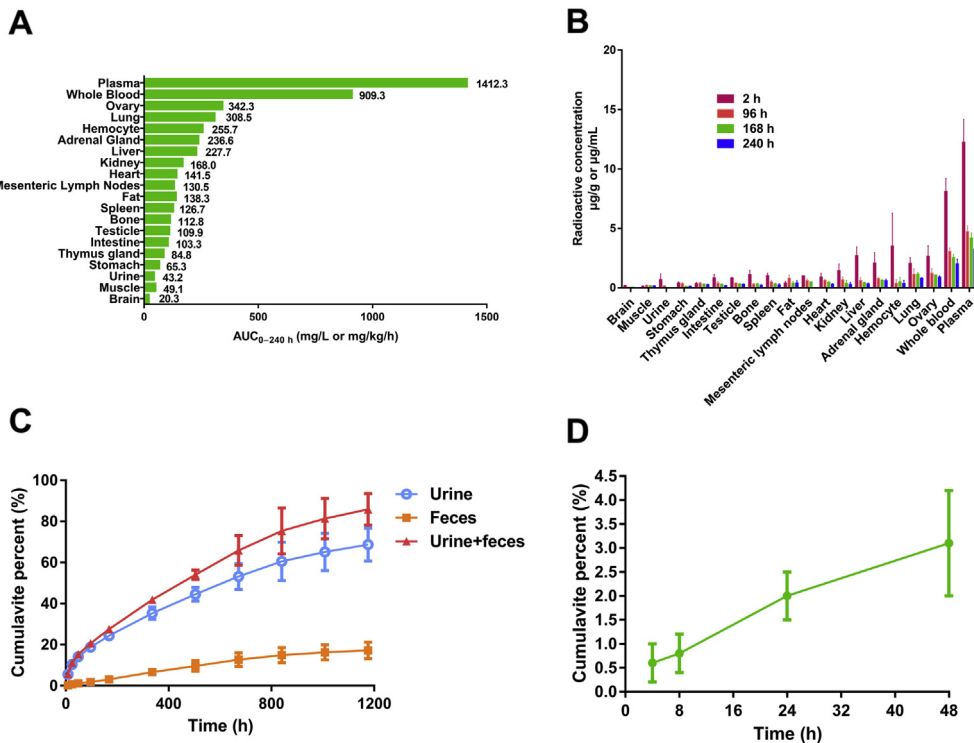 A
Plasma 1412.3
Whole Blood 909.3
Ovary 342.3
Lung 308.5
Hemocyte 255.7
Adrenal Gland 236.6
Liver 227.7
Kidney 168.0
Heart 141.5
Mesenteric Lymph Nodes 130.5
Fat 138.3
Spleen 126.7
Bone 112.8
Testicle 109.9
Intestine 103.3
Thymus gland 84.8
Stomach 65.3
Urine 43.2
Muscle 49.1
Brain 20.3
0 500 1000 1500
AUC0–240 h (mg/L or mg/kg/h)
B
Radioactive concentration
µg/g or µg/mL
20
15
10
5
0
2 h
96 h
168 h
240 h
Brain
Muscle
Urine
Stomach
Thymus gland
Intestine
Testicle
Bone
Spleen
Fat
Mesenteric lymph nodes
Heart
Kidney
Liver
Adrenal gland
Hemocyte
Lung
Ovary
Whole blood
Plasma
C
Cumulavite percent (%)
100
80
60
40
20
0
0 400 800 1200
Time (h)
Urine
Feces
Urine+feces
D
Cumulavite percent (%)
4.5
4.0
3.5
3.0
2.5
2.0
1.5
1.0
0.5
0.0
0 8 16 24 32 40 48
Time (h)